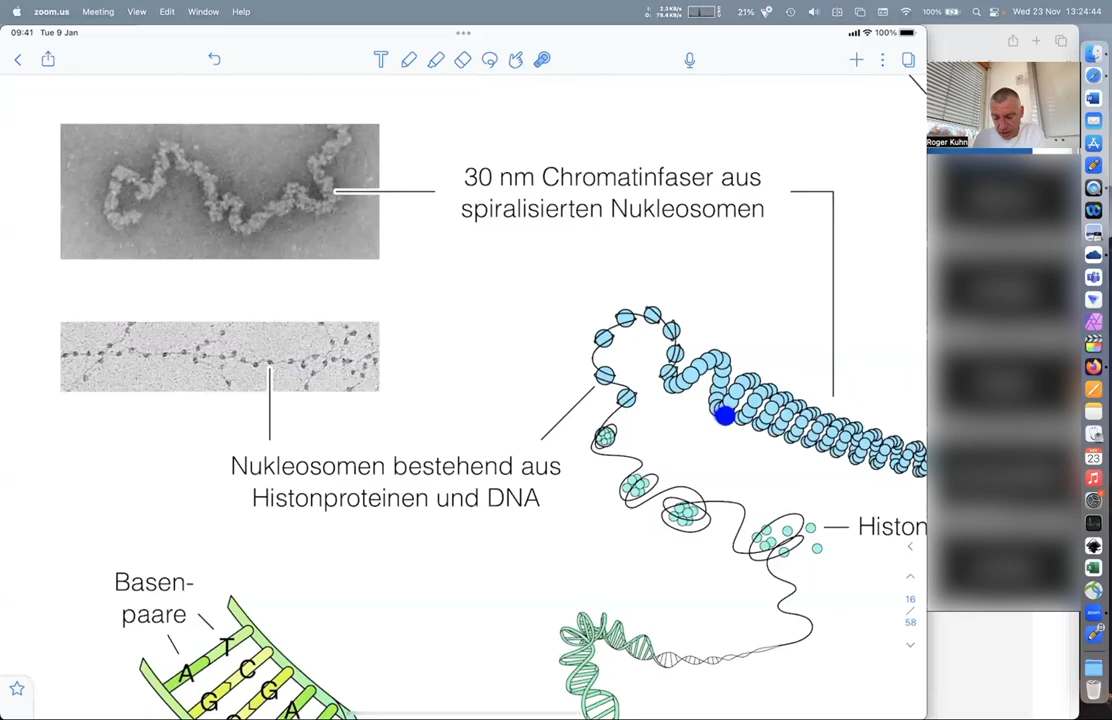 zoom.us Meeting View Edit Window Help
21% 100% Wed 23 Nov 13:24:44
09:41 Tue 9 Jan
100%
Roger Kuhn
30 nm Chromatinfaser aus
spiralisierten Nukleosomen
Nukleosomen bestehend aus
Histonproteinen und DNA
Histon
Basen-
paare
T
A
C
G
G
A
16
/
58
23
zoom